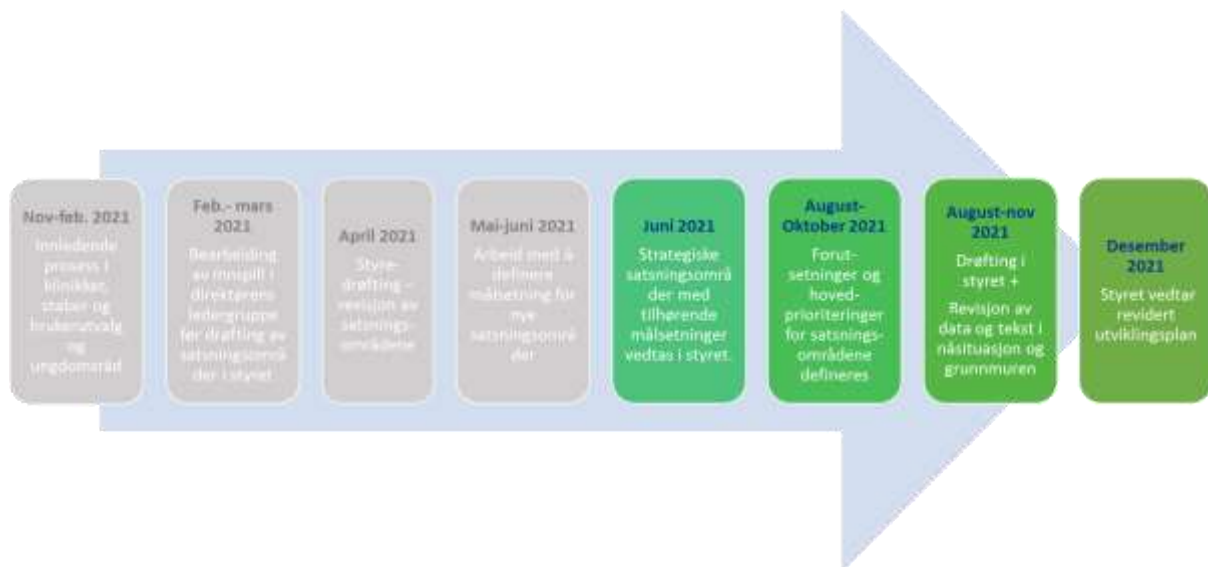 Nov-feb. 2021
Innledende
prosess i
klinikker,
staber og
brukerutvalg
og
ungdomsråd
Feb.- mars
2021
Bearbeiding
av innspill i
direktørens
ledergruppe
før drøfting av
satsningsområ
der i styret
April 2021
Styre-
drøfting –
revisjon av
satsnings-
områdene
Mai-juni 2021
Arbeid med å
definere
målsetning for
nye
satsningsområ
der
Juni 2021
Strategiske
satsningsområ
der med
tilhørende
målsetninger
vedtas i styret.
August-
Oktober 2021
Forut-
setninger og
hoved-
prioriteringer
for satsnings-
områdene
defineres
August-nov
2021
Drøfting i
styret +
Revisjon av
data og tekst i
nåsituasjon og
grunnmuren
Desember
2021
Styret vedtar
revidert
utviklingsplan